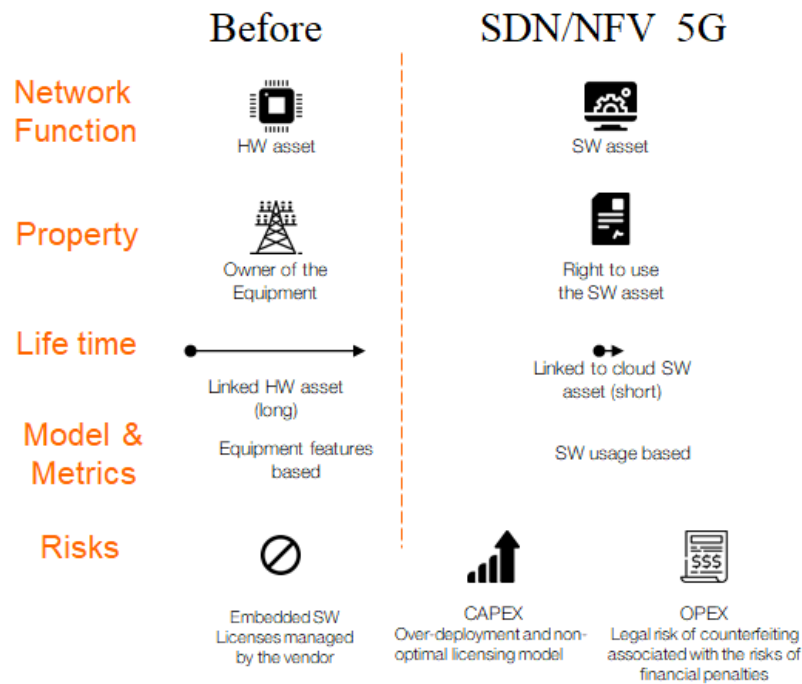 Before
SDN/NFV 5G
Network
Function
HW asset
SW asset
Property
Owner of the
Equipment
Right to use
the SW asset
Life time
Linked HW asset
(long)
Linked to cloud SW
asset (short)
Model &
Metrics
Equipment features
based
SW usage based
Risks
Embedded SW
Licenses managed
by the vendor
CAPEX
Over-deployment and non-
optimal licensing model
$$$
OPEX
Legal risk of counterfeiting
associated with the risks of
financial penalties